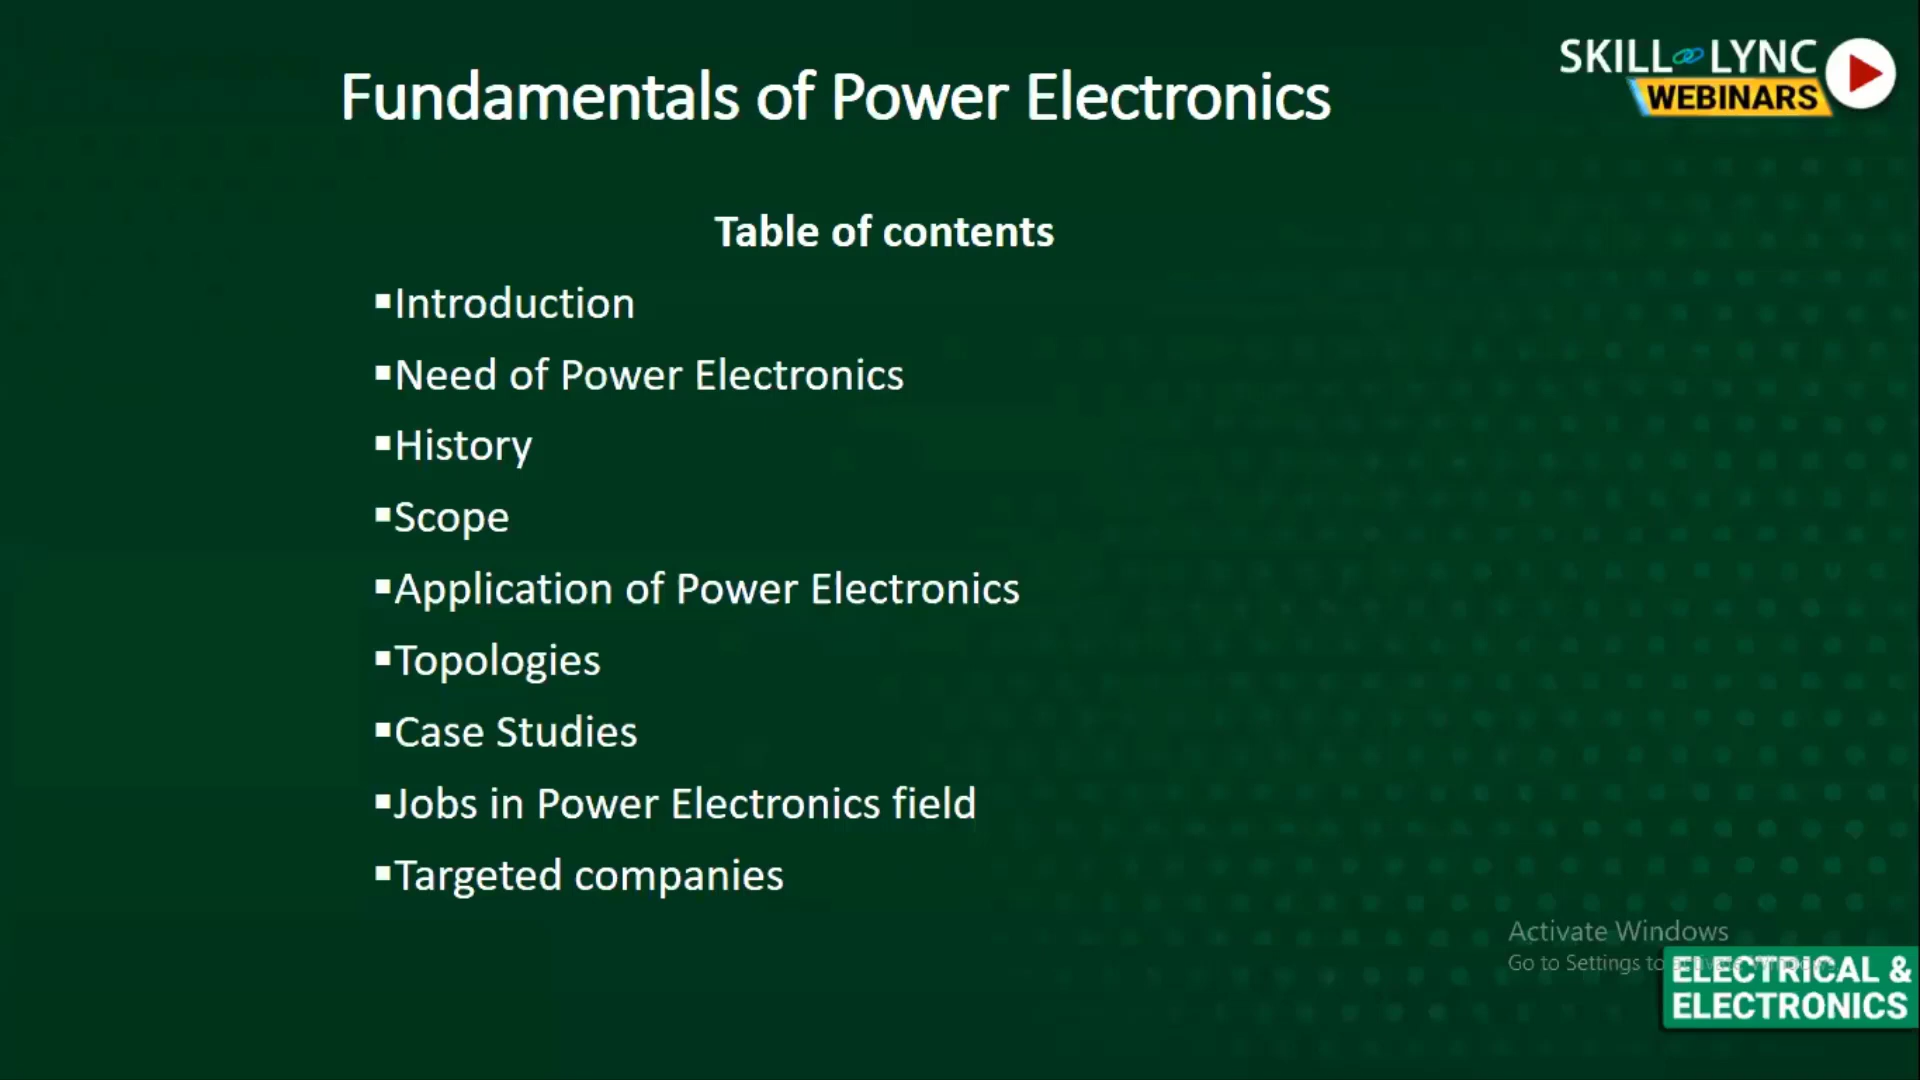 Fundamentals of Power Electronics
SKILL LYNC
WEBINARS
Table of contents
▪Introduction
▪Need of Power Electronics
▪History
▪Scope
▪Application of Power Electronics
▪Topologies
▪Case Studies
▪Jobs in Power Electronics field
▪Targeted companies
Activate Windows
Go to Settings to
ELECTRICAL &
ELECTRONICS